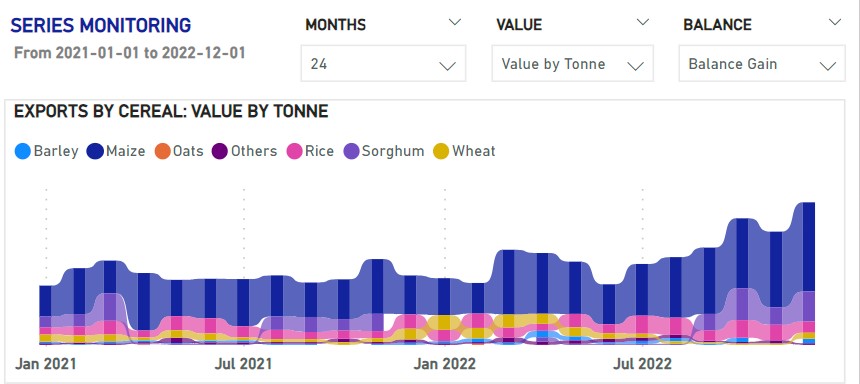 SERIES MONITORING
From 2021-01-01 to 2022-12-01
MONTHS
24
VALUE
Value by Tonne
BALANCE
Balance Gain
EXPORTS BY CEREAL: VALUE BY TONNE
Barley Maize Oats Others Rice Sorghum Wheat
Jan 2021 Jul 2021 Jan 2022 Jul 2022